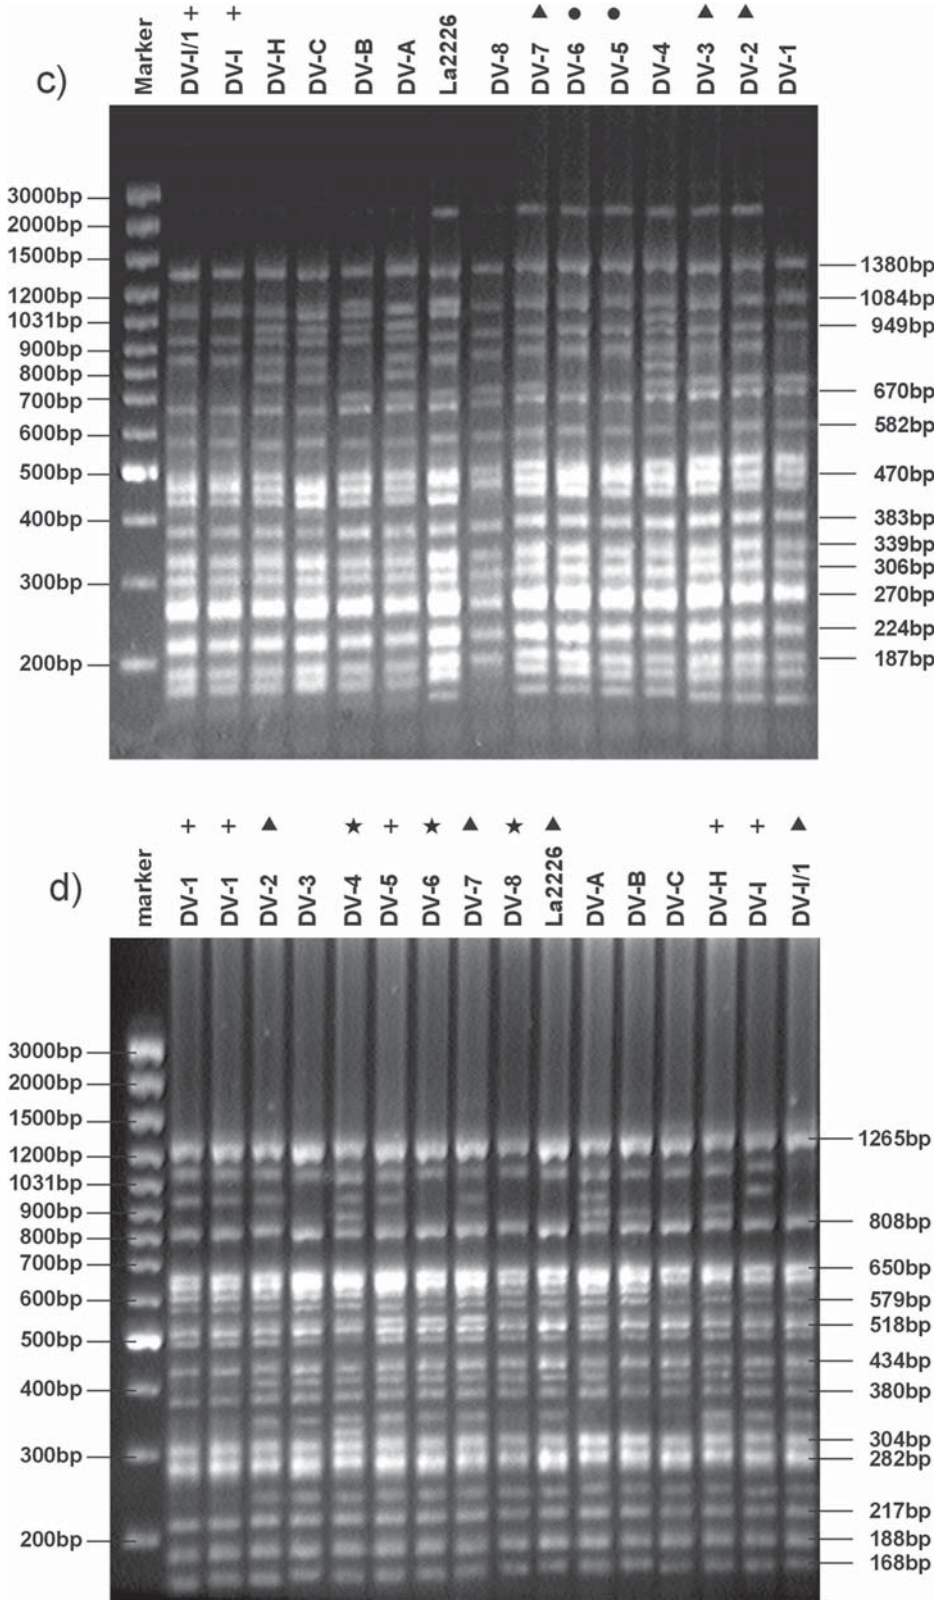 c)
Marker
DV-I/1 +
DV-I +
DV-H
DV-C
DV-B
DV-A
La2226
DV-8
DV-7 ▲
DV-6 ●
DV-5 ●
DV-4
DV-3 ▲
DV-2 ▲
DV-1
3000bp
2000bp
1500bp
1200bp
1031bp
900bp
800bp
700bp
600bp
500bp
400bp
300bp
200bp
1380bp
1084bp
949bp
670bp
582bp
470bp
383bp
339bp
306bp
270bp
224bp
187bp
d)
marker
DV-1 +
DV-1 +
DV-2 ▲
DV-3
DV-4 ★
DV-5 +
DV-6 ★
DV-7 ▲
DV-8 ★
La2226 ▲
DV-A
DV-B
DV-C
DV-H +
DV-I +
DV-I/1 ▲
3000bp
2000bp
1500bp
1200bp
1031bp
900bp
800bp
700bp
600bp
500bp
400bp
300bp
200bp
1265bp
808bp
650bp
579bp
518bp
434bp
380bp
304bp
282bp
217bp
188bp
168bp